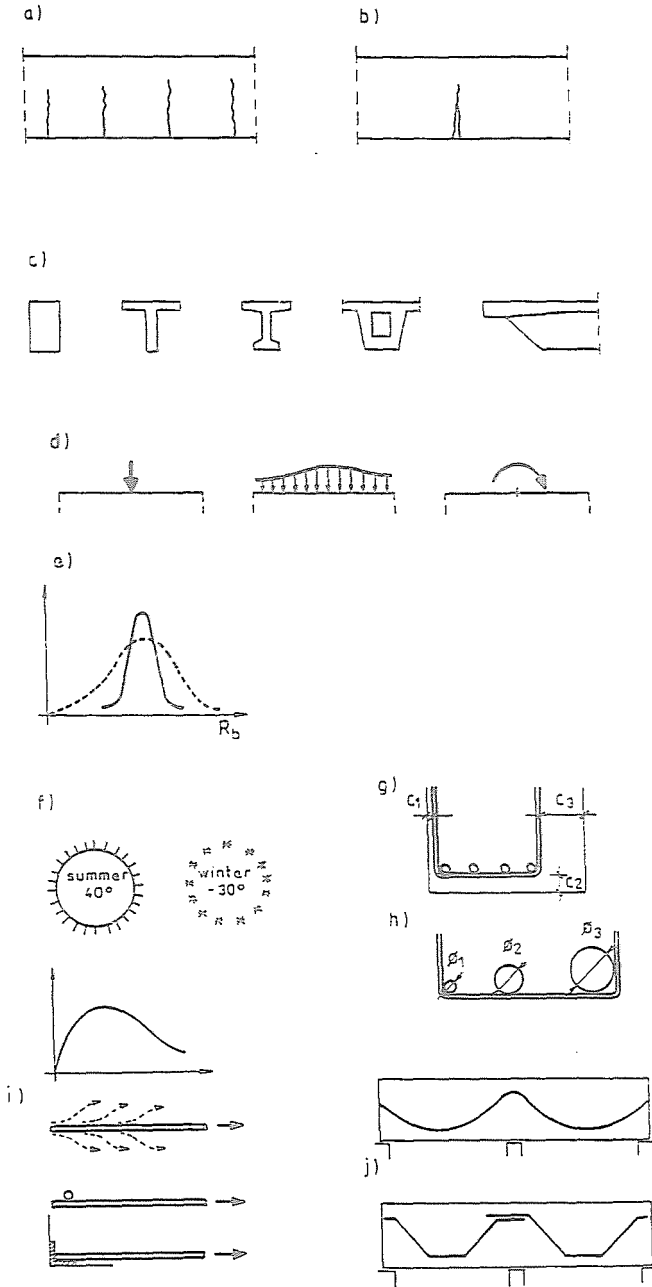 a)
b)
c)
d)
e)
R_b
f)
summer
40°
winter
-30°
g)
C₁
C₃
C₂
h)
Ø₁
Ø₂
Ø₃
i)
j)